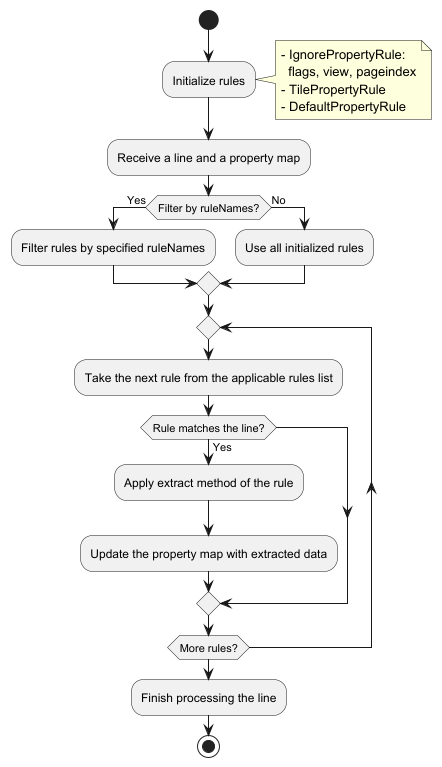 - IgnorePropertyRule:
flags, view, pageindex
- TilePropertyRule
- DefaultPropertyRule
Initialize rules
Receive a line and a property map
Yes
Filter by ruleNames?
No
Filter rules by specified ruleNames
Use all initialized rules
Take the next rule from the applicable rules list
Rule matches the line?
Yes
Apply extract method of the rule
Update the property map with extracted data
More rules?
Finish processing the line